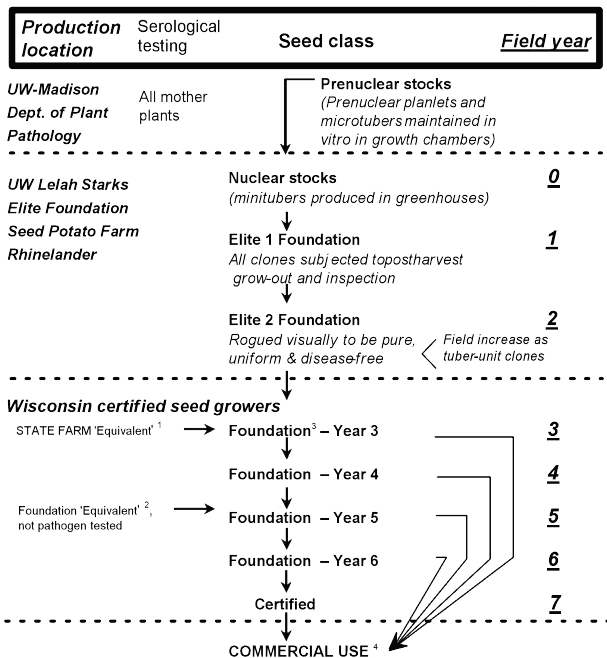 Production location
Serological testing
Seed class
Field year
UW-Madison
Dept. of Plant
Pathology
All mother
plants
Prenuclear stocks
(Prenuclear planlets and
microtubers maintained in
vitro in growth chambers)
UW Lelah Starks
Elite Foundation
Seed Potato Farm
Rhinelander
Nuclear stocks
(minitubers produced in greenhouses)
0
Elite 1 Foundation
1
All clones subjected topostharvest
grow-out and inspection
Elite 2 Foundation
2
Rogued visually to be pure,
uniform & disease-free
Field increase as
tuber-unit clones
Wisconsin certified seed growers
STATE FARM 'Equivalent' 1
Foundation3 – Year 3
3
Foundation – Year 4
4
Foundation 'Equivalent' 2,
not pathogen tested
Foundation – Year 5
5
Foundation – Year 6
6
Certified
7
COMMERCIAL USE 4